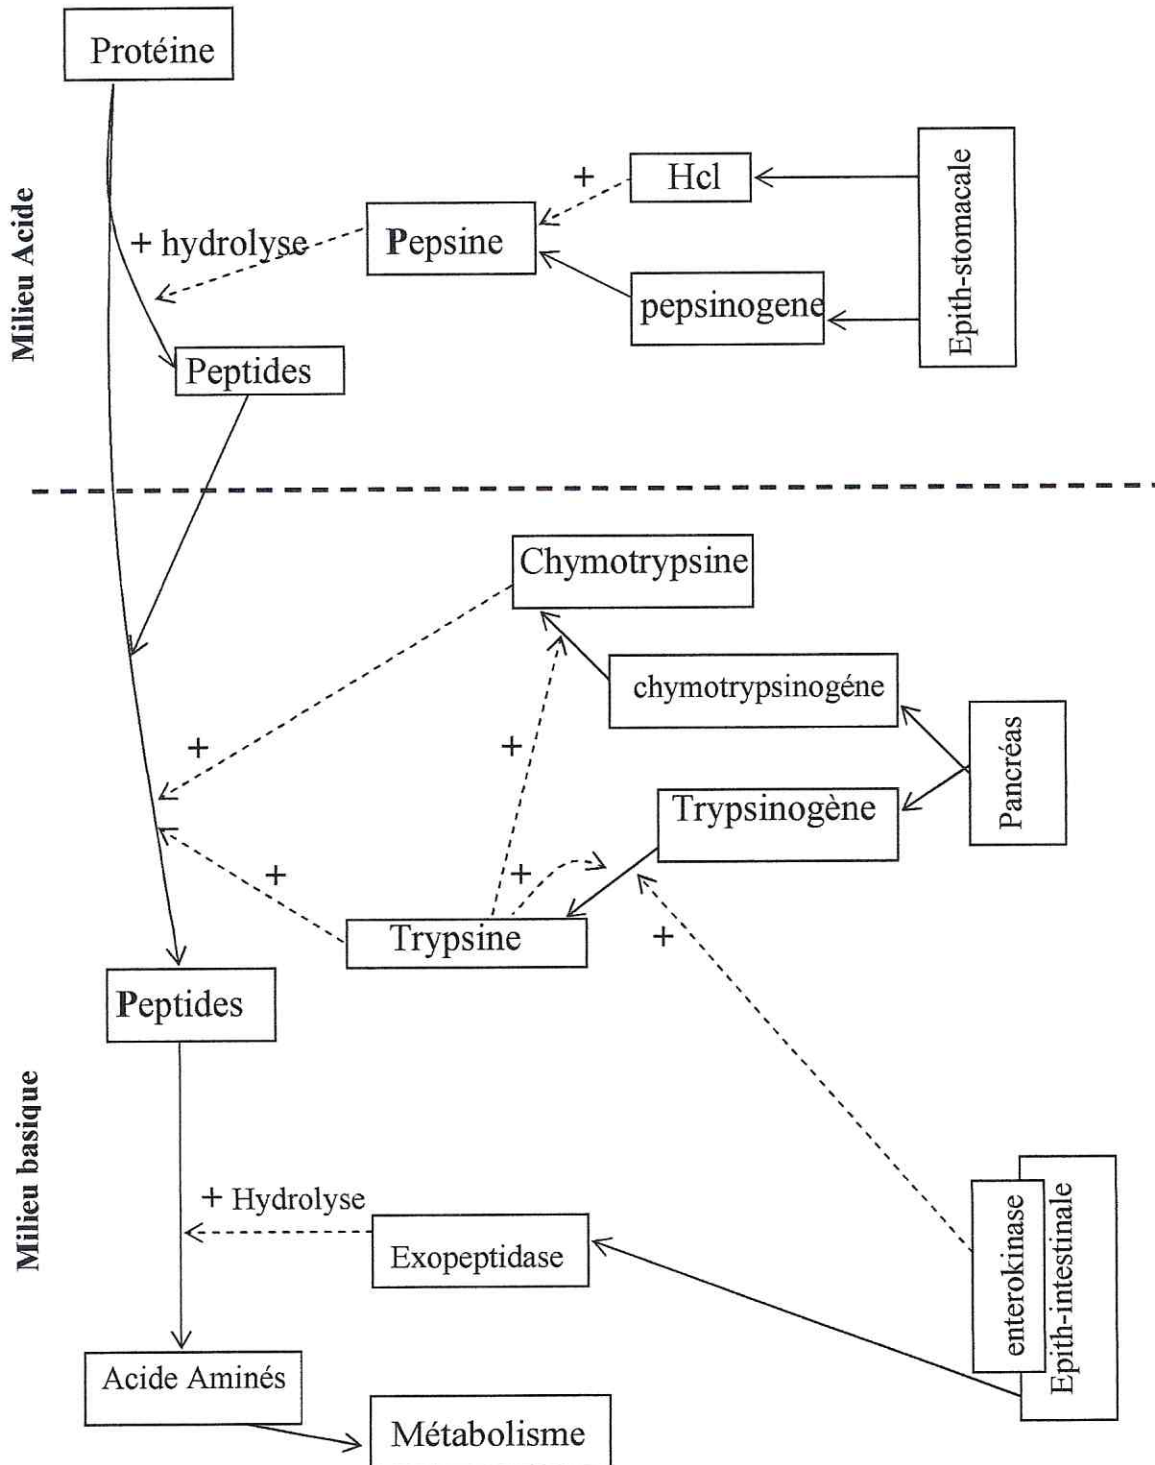 Protéine
Milieu Acide
+ hydrolyse
Pepsine
+
Hcl
pepsinogene
Epith-stomacale
Peptides
Chymotrypsine
chymotrypsinogéne
Pancréas
+
+
Trypsinogène
+
+
Trypsine
+
Peptides
Milieu basique
+ Hydrolyse
Exopeptidase
enterokinase
Epith-intestinale
Acide Aminés
Métabolisme